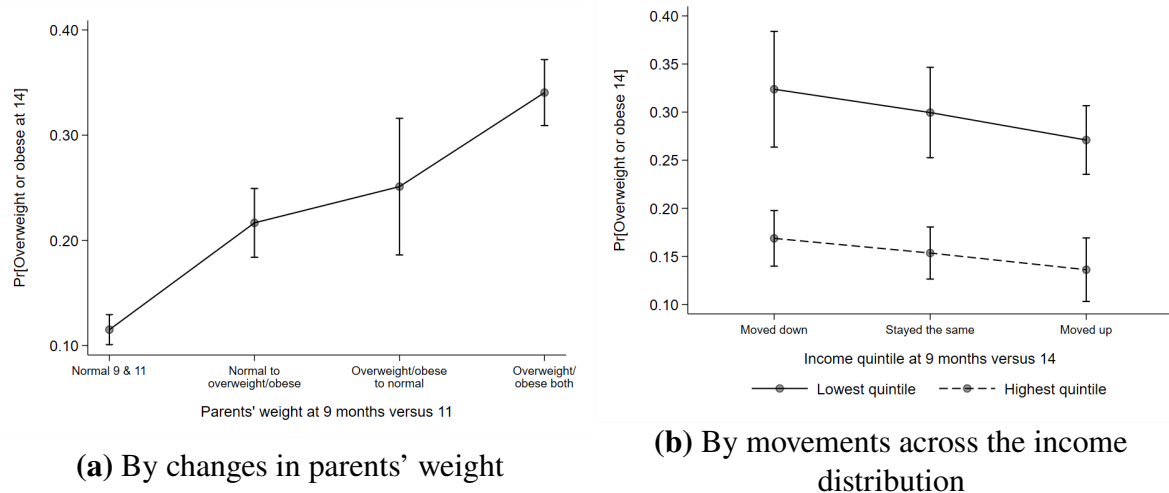 0.40
0.30
0.20
0.10
Pr[Overweight or obese at 14]
Normal 9 & 11
Normal to
overweight/obese
Overweight/obese
to normal
Overweight/
obese both
Parents' weight at 9 months versus 11
(a) By changes in parents’ weight
0.40
0.35
0.30
0.25
0.20
0.15
0.10
Pr[Overweight or obese 14]
Moved down
Stayed the same
Moved up
Income quintile at 9 months versus 14
Lowest quintile
Highest quintile
(b) By movements across the income
distribution